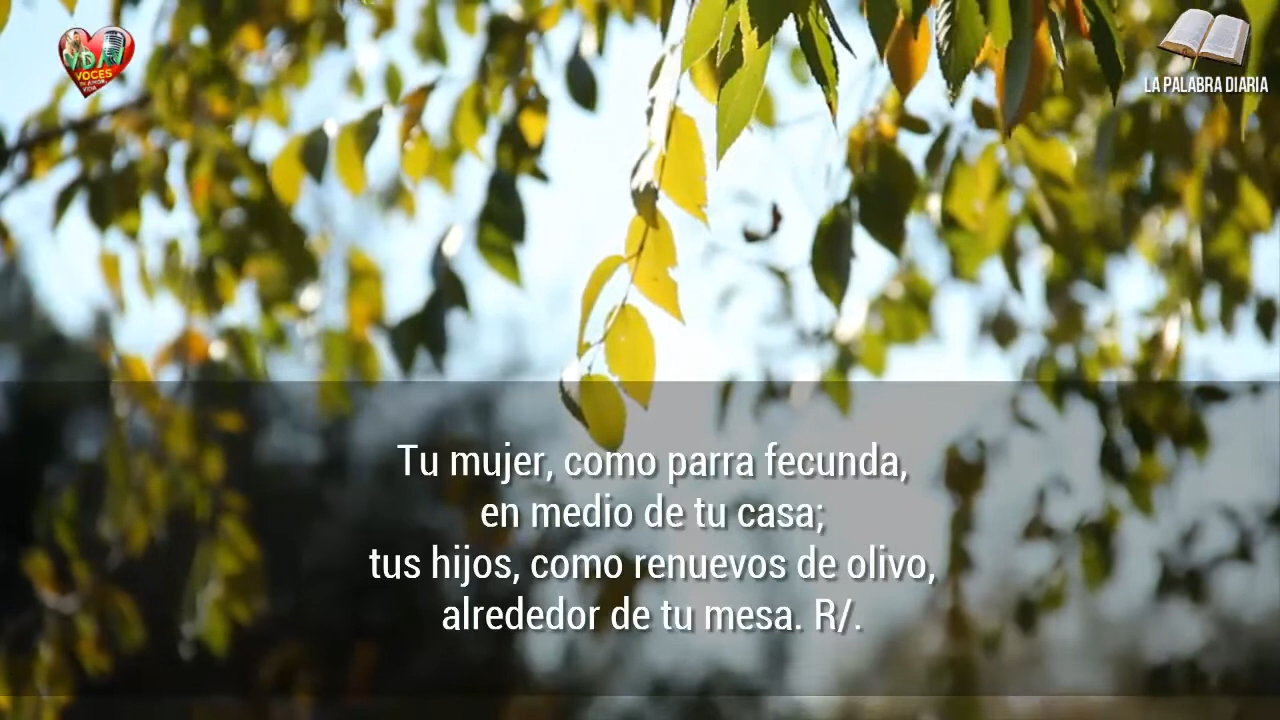 VOCES
LA PALABRA DIARIA
Tu mujer, como parra fecunda,
en medio de tu casa;
tus hijos, como renuevos de olivo,
alrededor de tu mesa. R/.